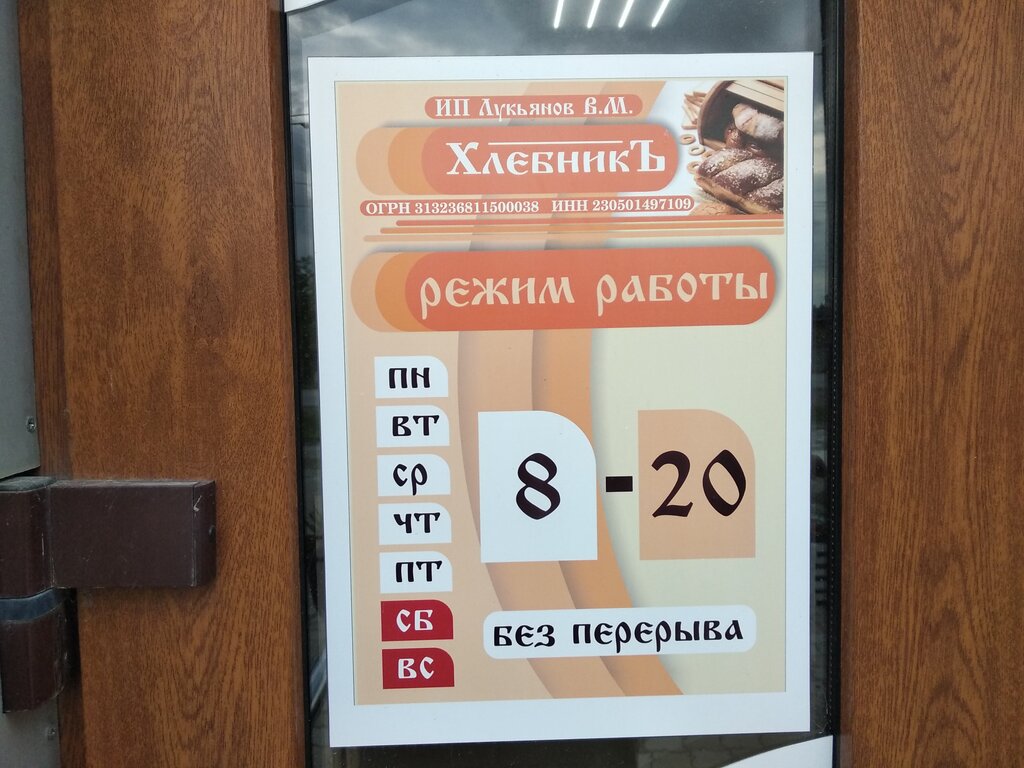 ИП Лукьянов В.М.
ХлебникЪ
ОГРН 313236811500038 ИНН 230501497109
режим работы
пн
вт
ср
чт
пт
сб
вс
8 - 20
без перерыва